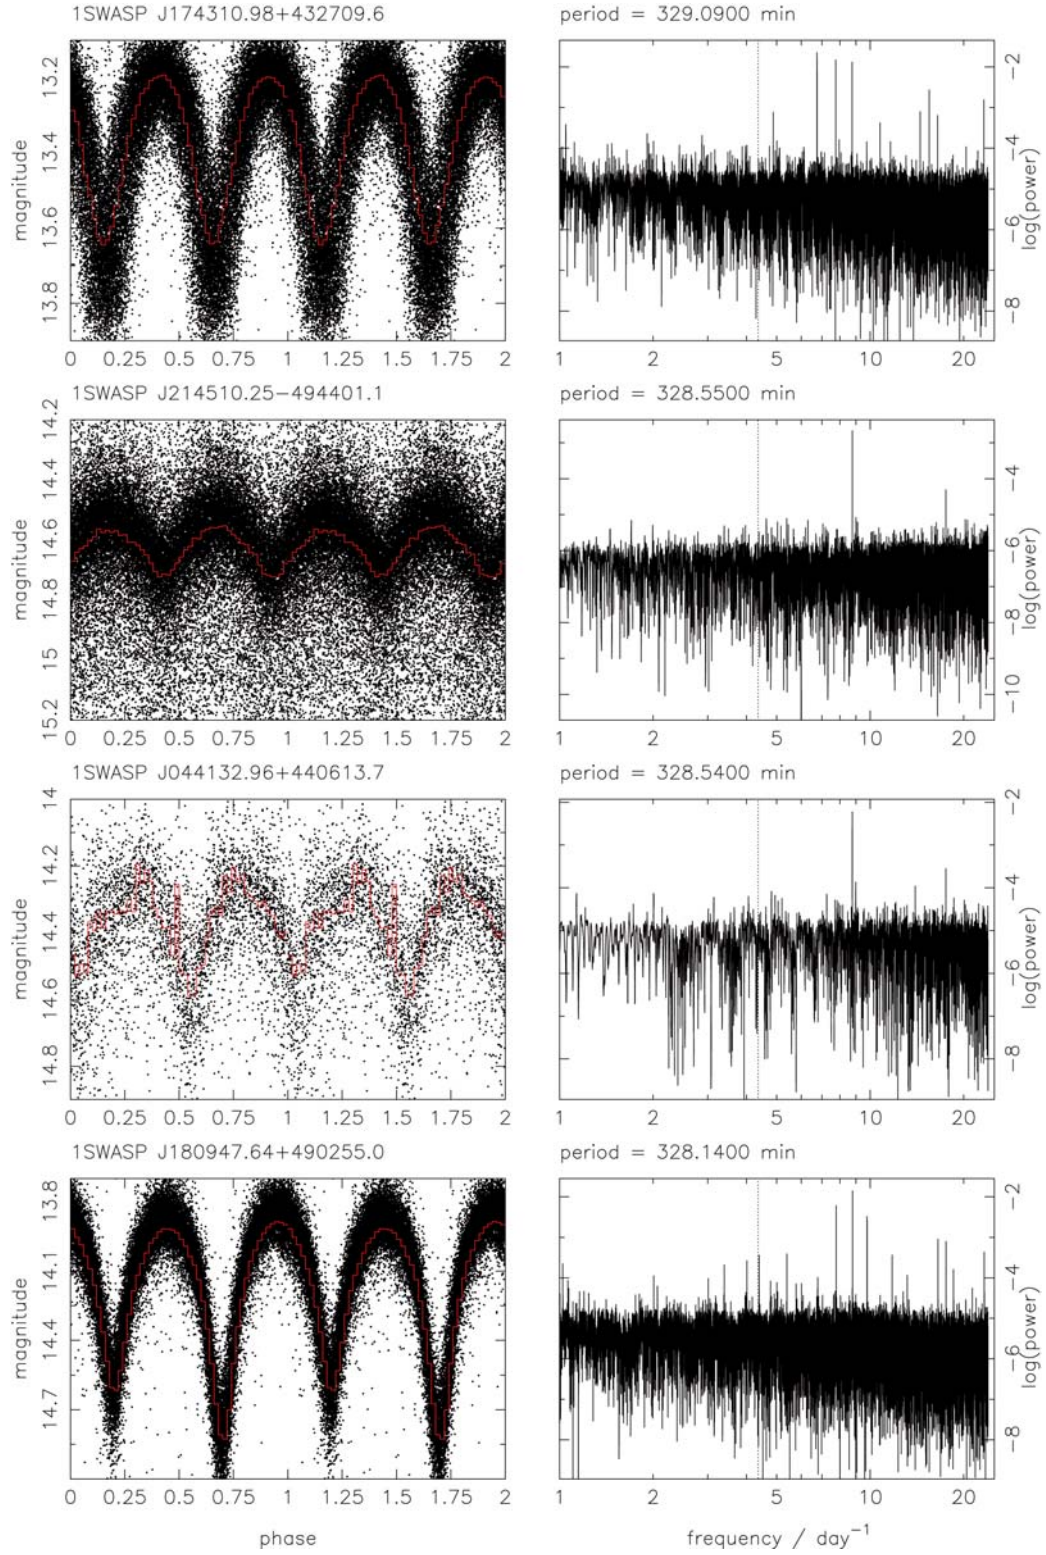 1SWASP J174310.98+432709.6
period = 329.0900 min
magnitude
13.2
13.4
13.6
13.8
0 0.25 0.5 0.75 1 1.25 1.5 1.75 2
log(power)
−2
−4
−6
−8
1 2 5 10 20
1SWASP J214510.25−494401.1
period = 328.5500 min
magnitude
14.2
14.4
14.6
14.8
15
15.2
0 0.25 0.5 0.75 1 1.25 1.5 1.75 2
log(power)
−4
−6
−8
−10
1 2 5 10 20
1SWASP J044132.96+440613.7
period = 328.5400 min
magnitude
14
14.2
14.4
14.6
14.8
0 0.25 0.5 0.75 1 1.25 1.5 1.75 2
log(power)
−2
−4
−6
−8
1 2 5 10 20
1SWASP J180947.64+490255.0
period = 328.1400 min
magnitude
13.8
14.1
14.4
14.7
0 0.25 0.5 0.75 1 1.25 1.5 1.75 2
phase
log(power)
−2
−4
−6
−8
1 2 5 10 20
frequency / day⁻¹